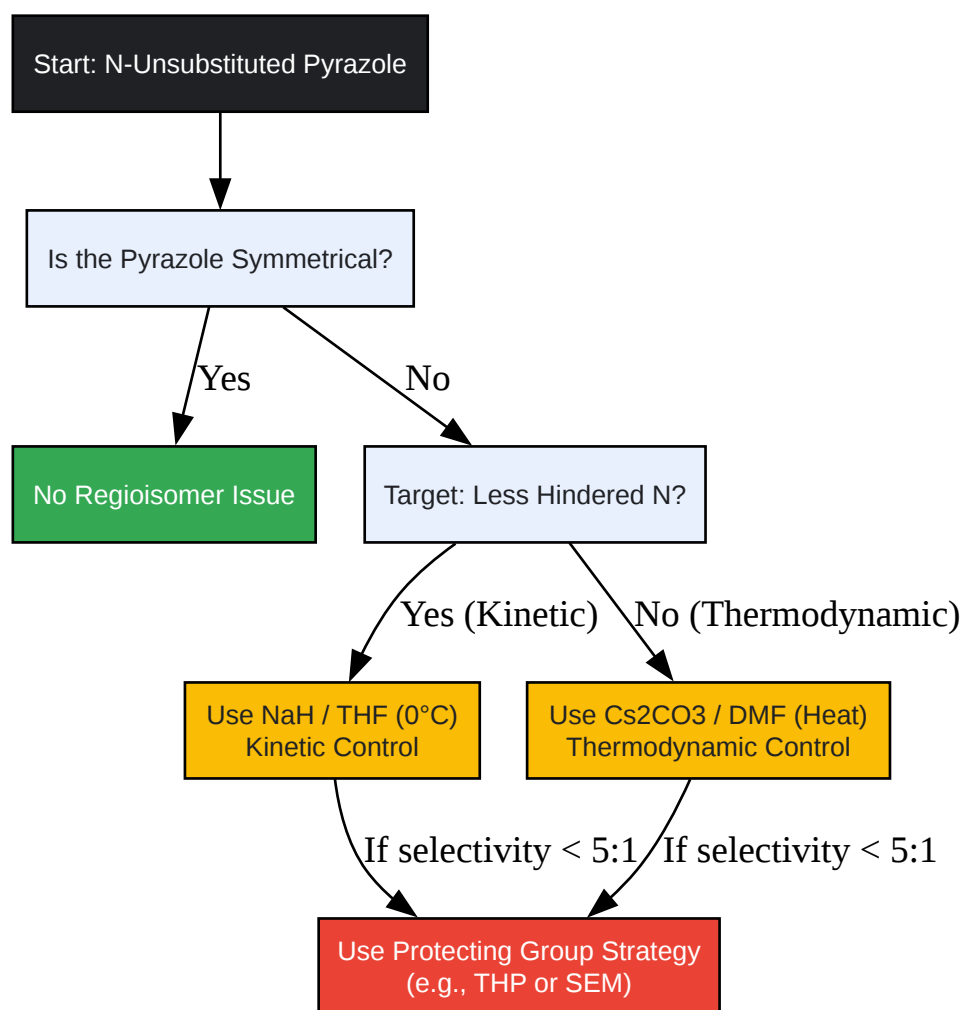 Start: N-Unsubstituted Pyrazole
Is the Pyrazole Symmetrical?
Yes
No
No Regioisomer Issue
Target: Less Hindered N?
Yes (Kinetic)
No (Thermodynamic)
Use NaH / THF (0°C)
Kinetic Control
Use Cs2CO3 / DMF (Heat)
Thermodynamic Control
If selectivity < 5:1
If selectivity < 5:1
Use Protecting Group Strategy
(e.g., THP or SEM)